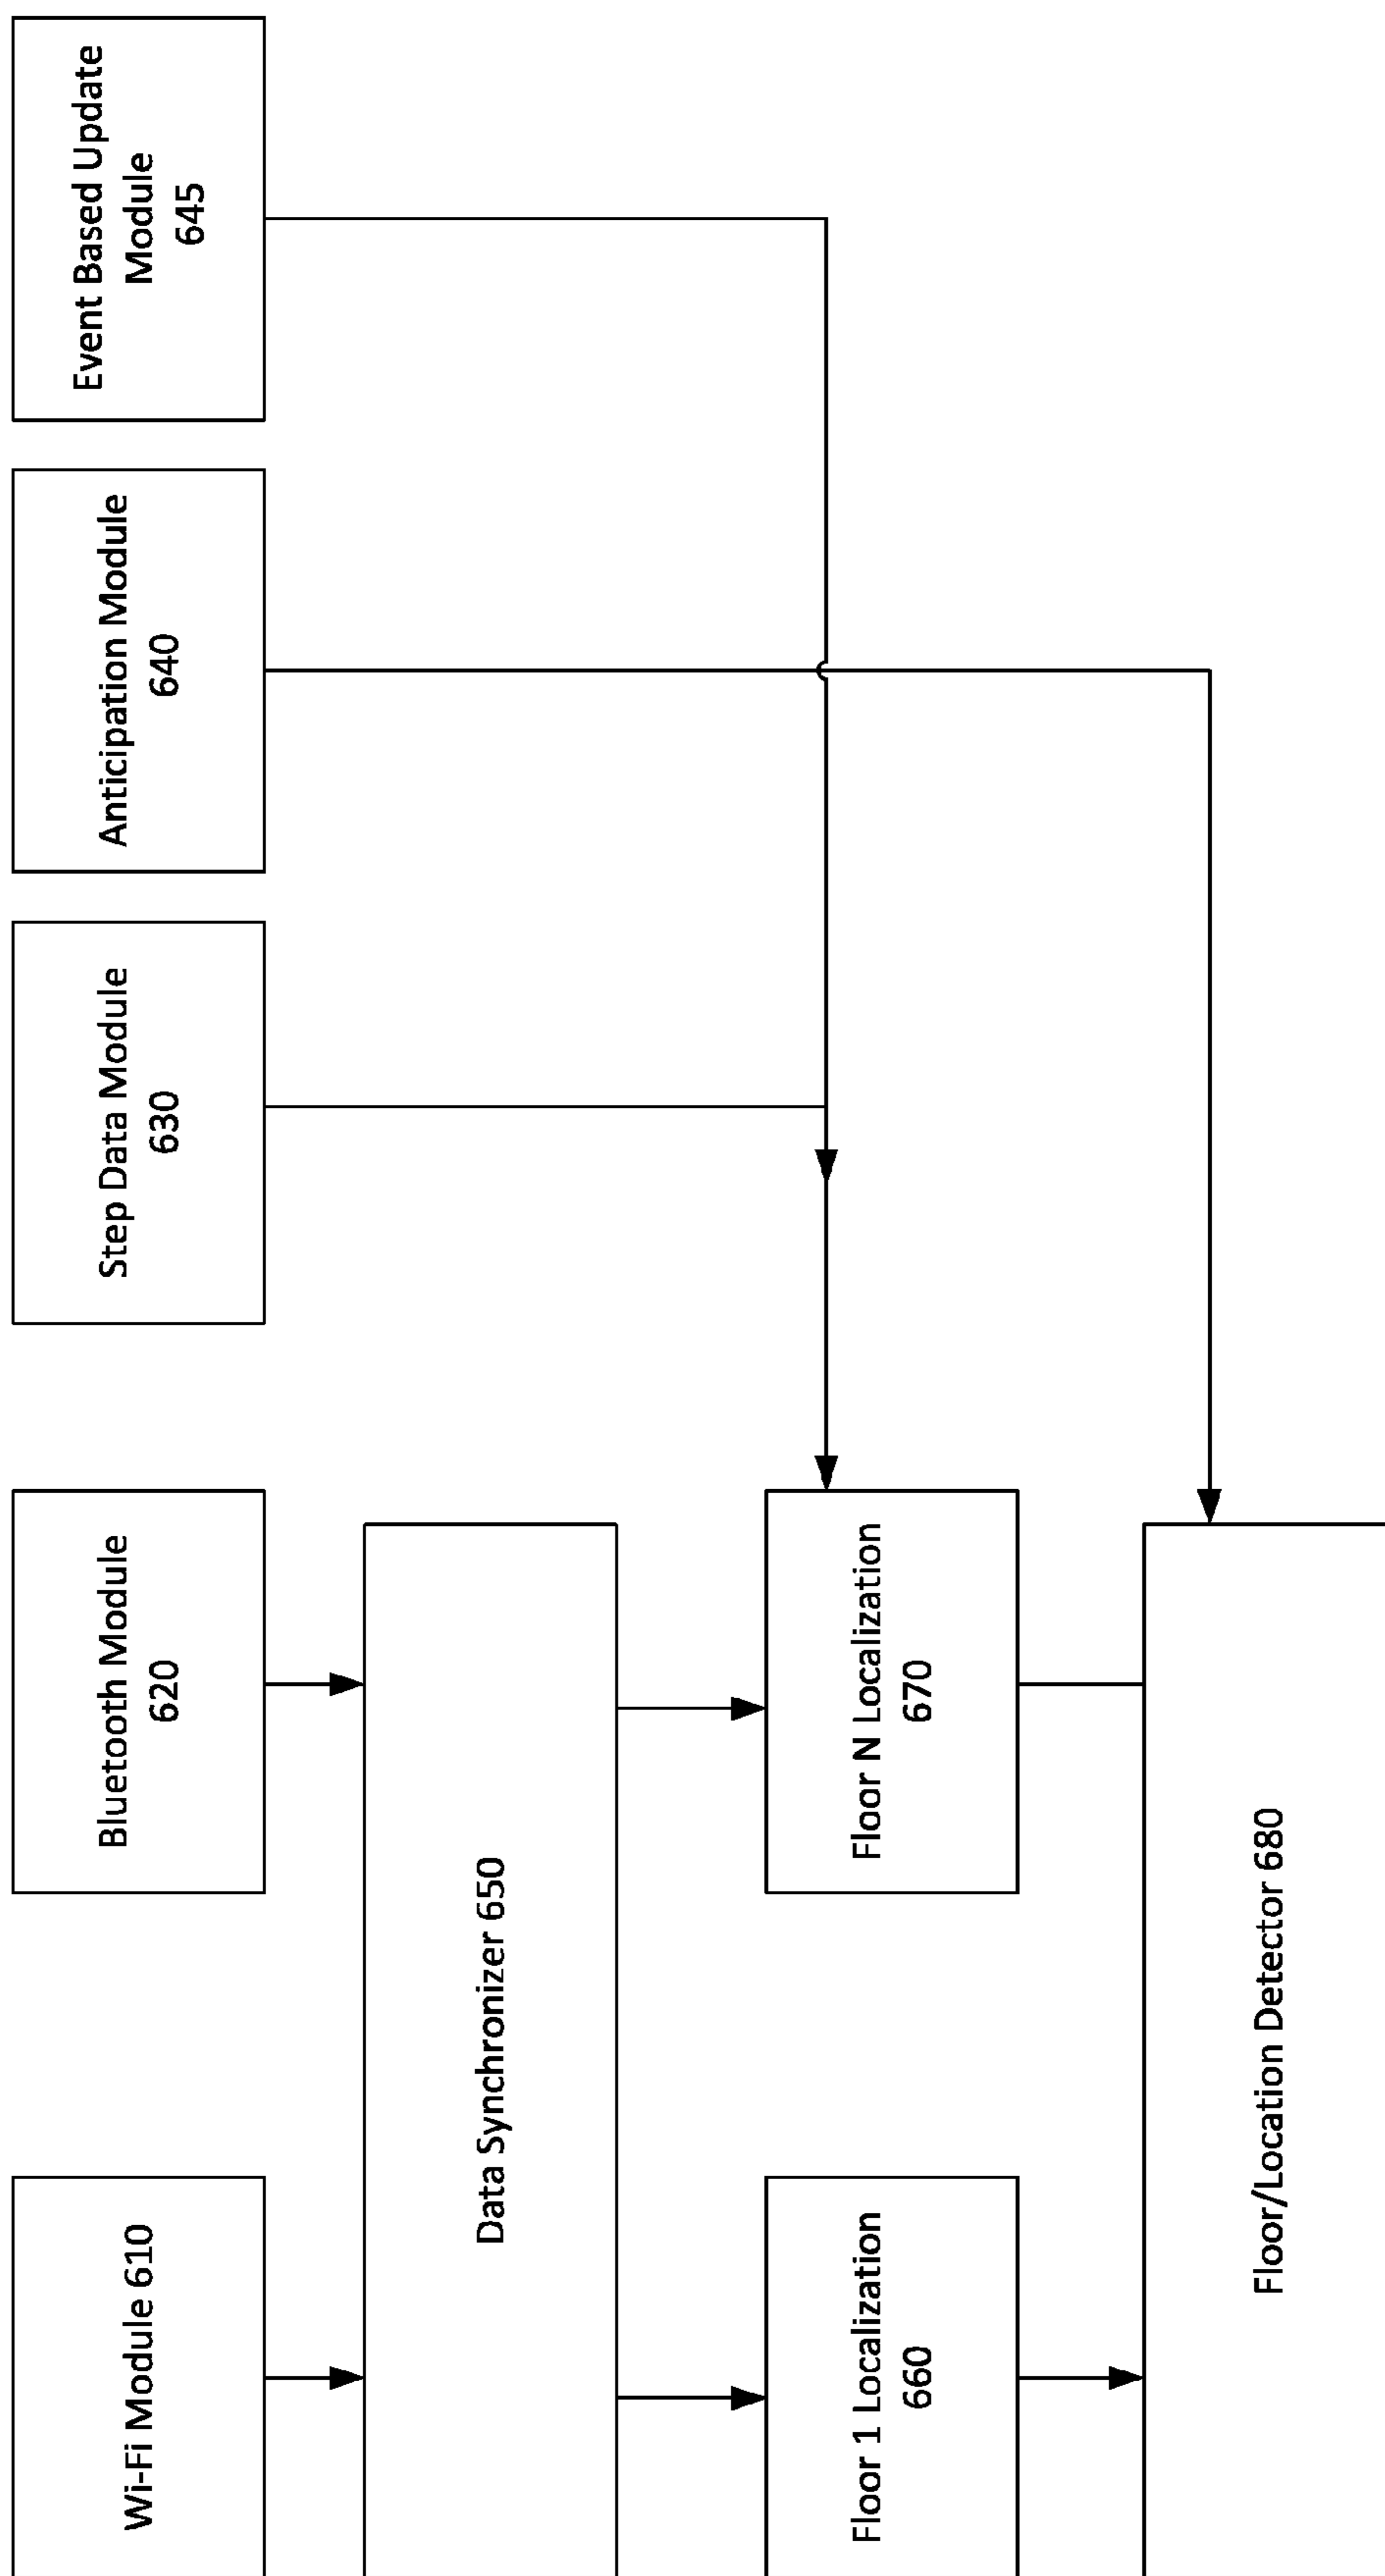 Wi-Fi Module 610
Bluetooth Module
620
Step Data Module
630
Anticipation Module
640
Event Based Update
Module
645
Data Synchronizer 650
Floor 1 Localization
660
Floor N Localization
670
Floor/Location Detector 680